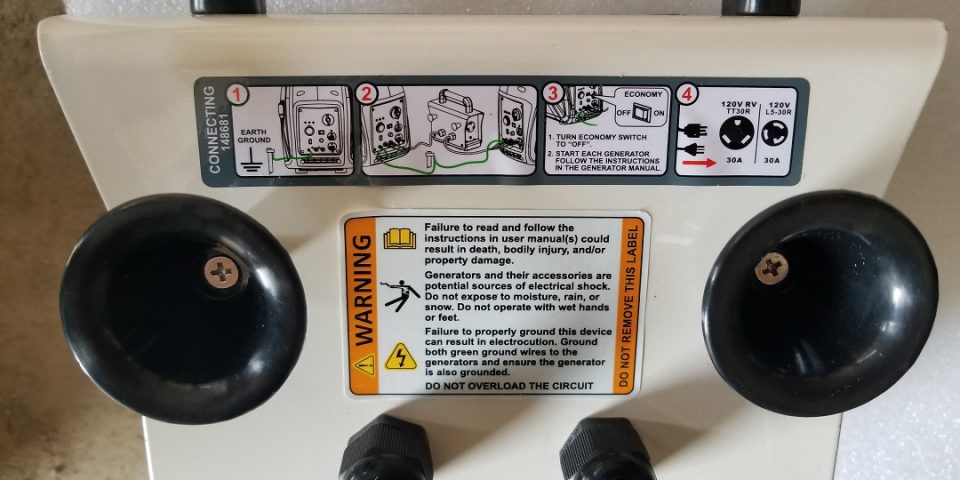 CONNECTING
148681
1
EARTH
GROUND
2
3
ECONOMY
OFF
ON
1. TURN ECONOMY SWITCH
TO "OFF".
2. START EACH GENERATOR
FOLLOW THE INSTRUCTIONS
IN THE GENERATOR MANUAL.
4
120V RV
TT30R
30A
120V
L5-30R
30A
WARNING
Failure to read and follow the
instructions in user manual(s) could
result in death, bodily injury, and/or
property damage.
Generators and their accessories are
potential sources of electrical shock.
Do not expose to moisture, rain, or
snow. Do not operate with wet hands
or feet.
Failure to properly ground this device
can result in electrocution. Ground
both green ground wires to the
generators and ensure the generator
is also grounded.
DO NOT OVERLOAD THE CIRCUIT
DO NOT REMOVE THIS LABEL